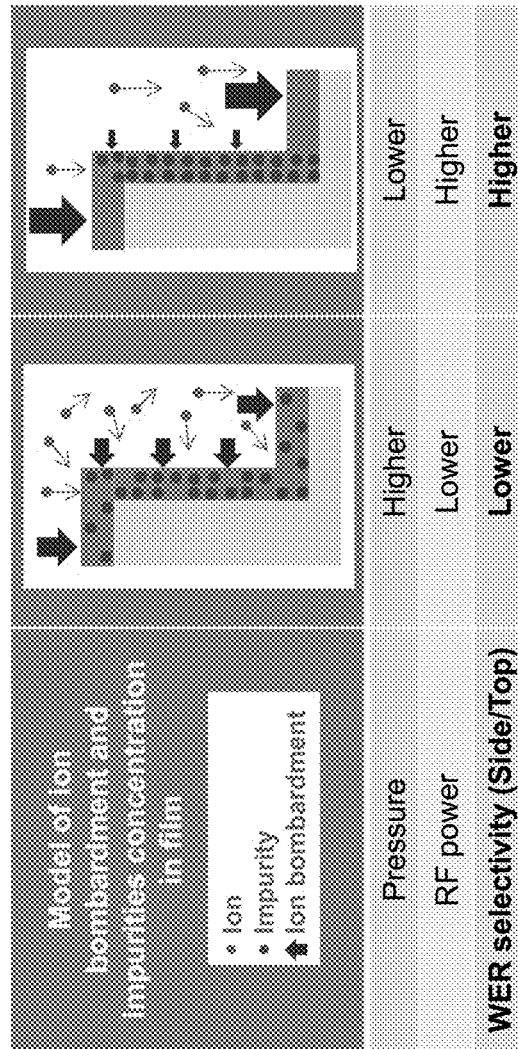 Model of ion
bombardment and
impurities concentration
in film
Ion
Impurity
Ion bombardment
Pressure
Higher
Lower
RF power
Lower
Higher
WER selectivity (Side/Top)
Lower
Higher